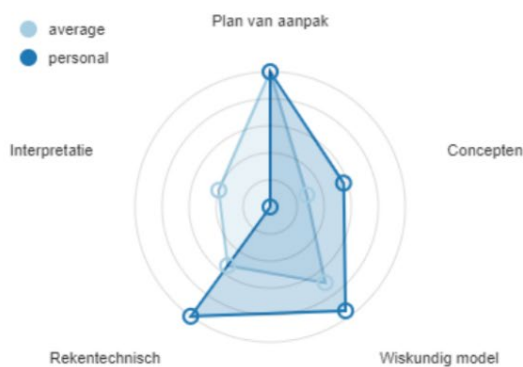 Plan van aanpak
average
personal
Interpretatie
Concepten
Rekentechnisch
Wiskundig model